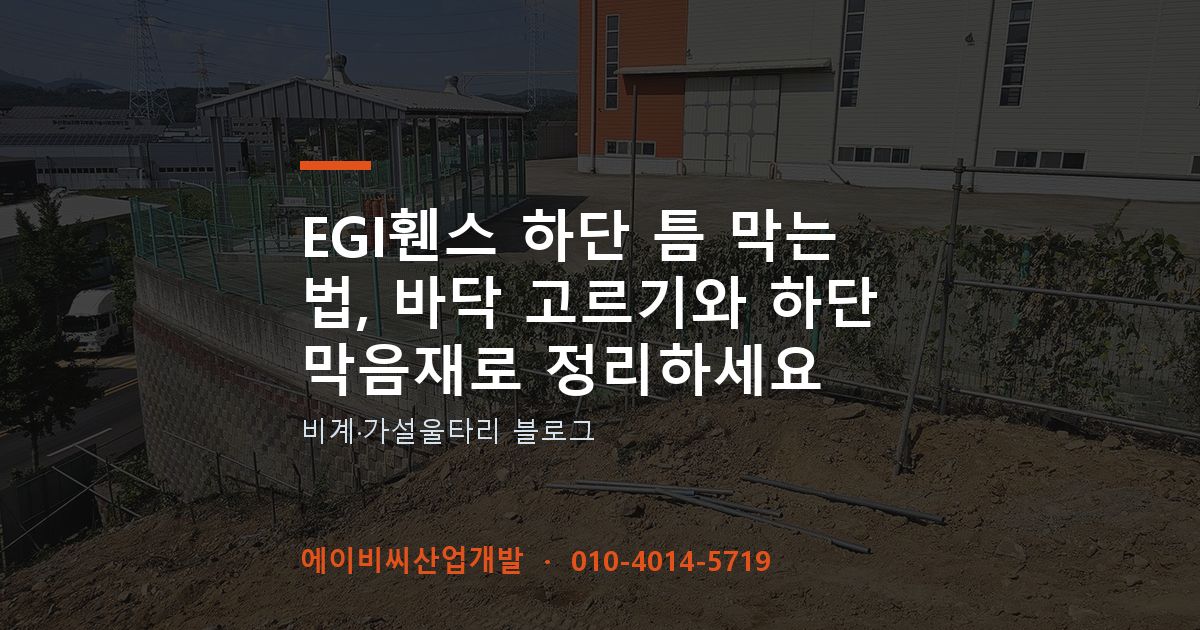 EGI휀스 하단 틈 막는
법, 바닥 고르기와 하단
막음재로 정리하세요
비계·가설울타리 블로그
에이비씨산업개발 · 010-4014-5719